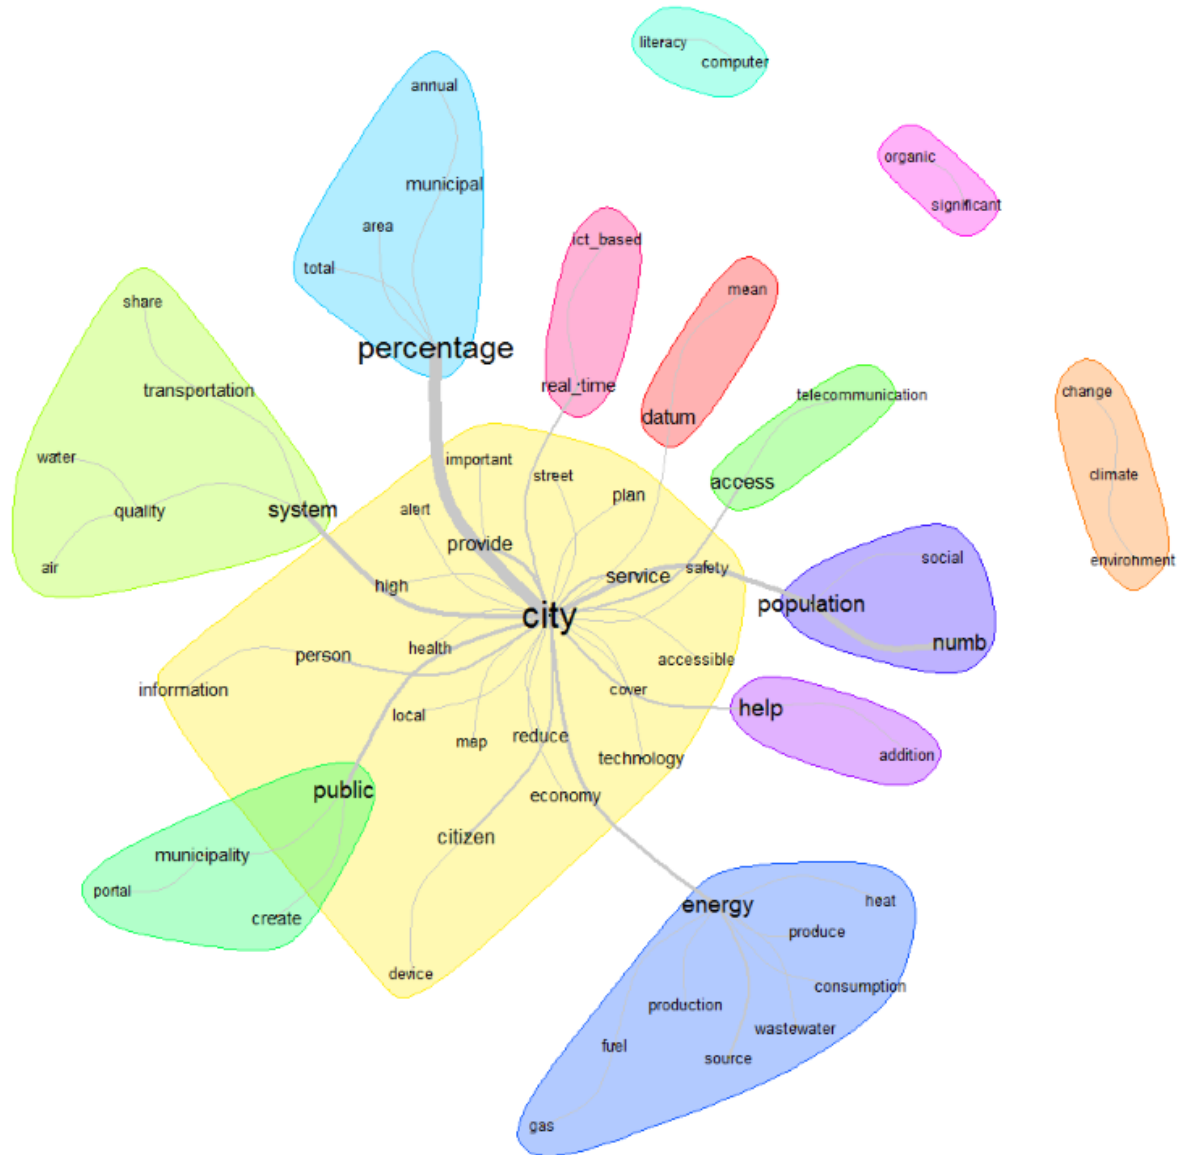 literacy
computer
annual
organic
municipal
significant
area
ict_based
total
mean
share
percentage
real_time
transportation
telecommunication
change
datum
water
important
street
access
climate
plan
quality
system
alert
provide
social
environment
air
high
service
safety
population
city
numb
health
person
accessible
information
cover
local
help
map
reduce
addition
technology
public
economy
citizen
municipality
portal
create
energy
heat
produce
device
consumption
production
wastewater
fuel
source
gas